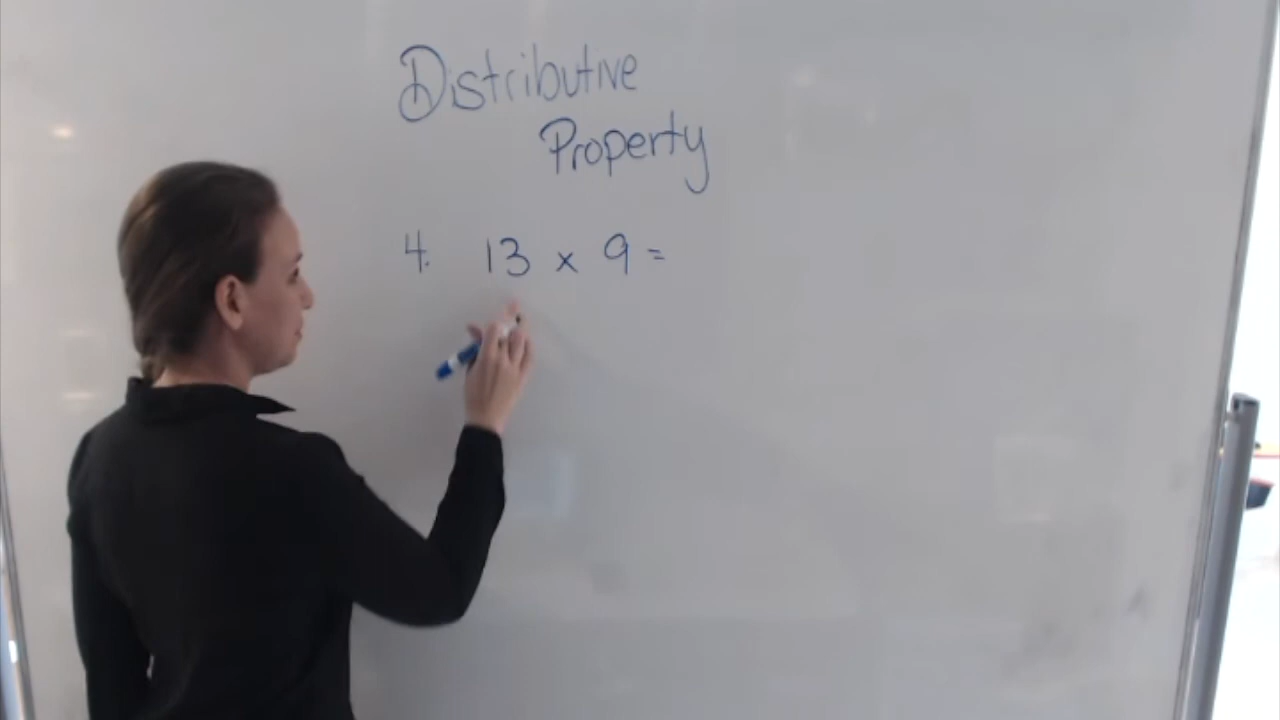 Distributive
Property
4. 13 x 9 =